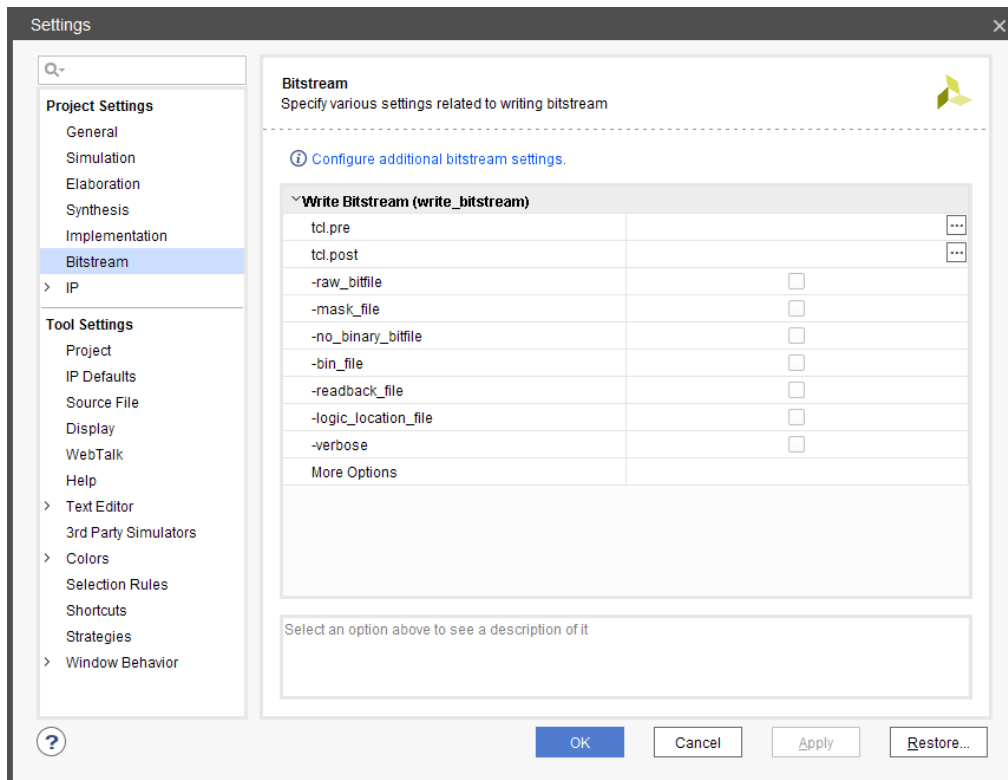 Settings
Project Settings
General
Simulation
Elaboration
Synthesis
Implementation
Bitstream
IP
Tool Settings
Project
IP Defaults
Source File
Display
WebTalk
Help
Text Editor
3rd Party Simulators
Colors
Selection Rules
Shortcuts
Strategies
Window Behavior
Bitstream
Specify various settings related to writing bitstream
Configure additional bitstream settings.
Write Bitstream (write_bitstream)
tcl.pre
tcl.post
-raw_bitfile
-mask_file
-no_binary_bitfile
-bin_file
-readback_file
-logic_location_file
-verbose
More Options
Select an option above to see a description of it
OK
Cancel
Apply
Restore...